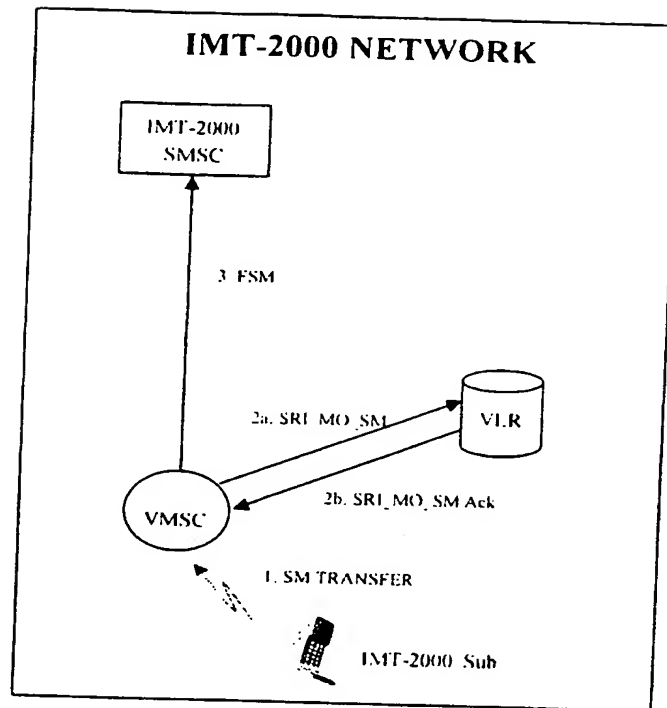 IMT-2000 NETWORK
IMT-2000
SMSC
3. FSM
2a. SRI_MO_SM
VLR
2b. SRI_MO_SM Ack
VMSC
1. SM TRANSFER
IMT-2000 Sub